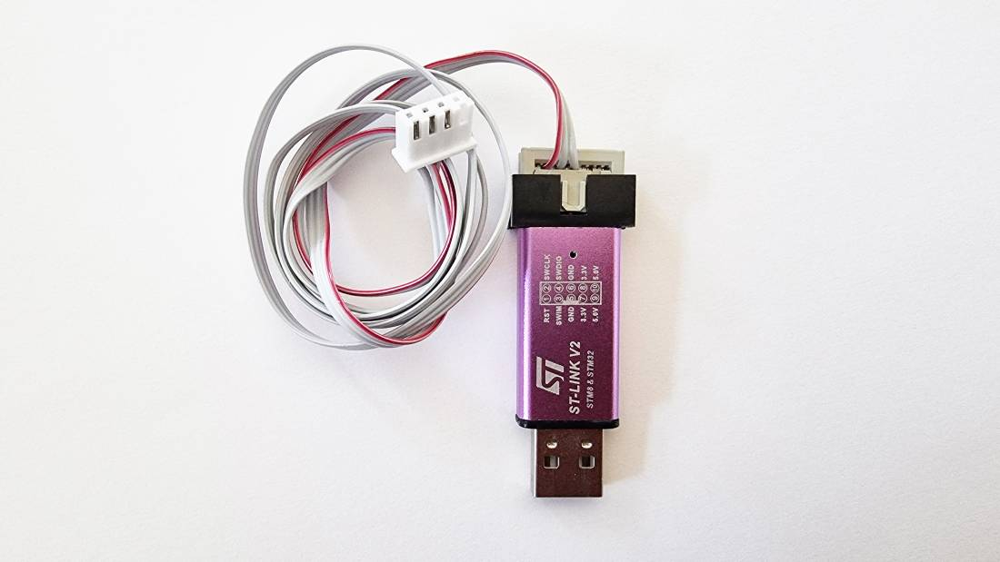 RST ① ② SWCLK
SWIM ③ ④ SWDIO
GND ⑤ ⑥ GND
3.3V ⑦ ⑧ 3.3V
5.0V ⑨ ⑩ 5.0V
ST
ST-LINK V2
STM8 & STM32